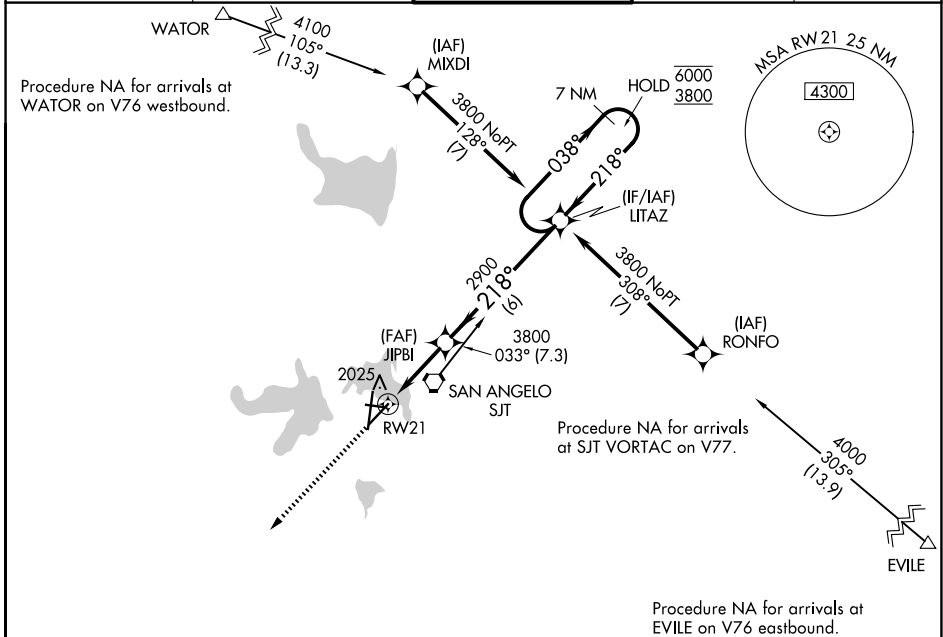 WATOR
4100
105°
(13.3)
(IAF)
MIXDI
Procedure NA for arrivals at
WATOR on V76 westbound.
3800 NoPT
128°
(7)
7 NM
HOLD
6000
3800
038°
218°
MSA RW21 25 NM
4300
(IF/IAF)
LITAZ
2900
218°
(6)
3800 NoPT
308°
(7)
(IAF)
RONFO
(FAF)
JIPBI
3800
033° (7.3)
2025
SAN ANGELO
SJT
RW21
Procedure NA for arrivals
at SJT VORTAC on V77.
4000
305°
(13.9)
EVILE
Procedure NA for arrivals at
EVILE on V76 eastbound.